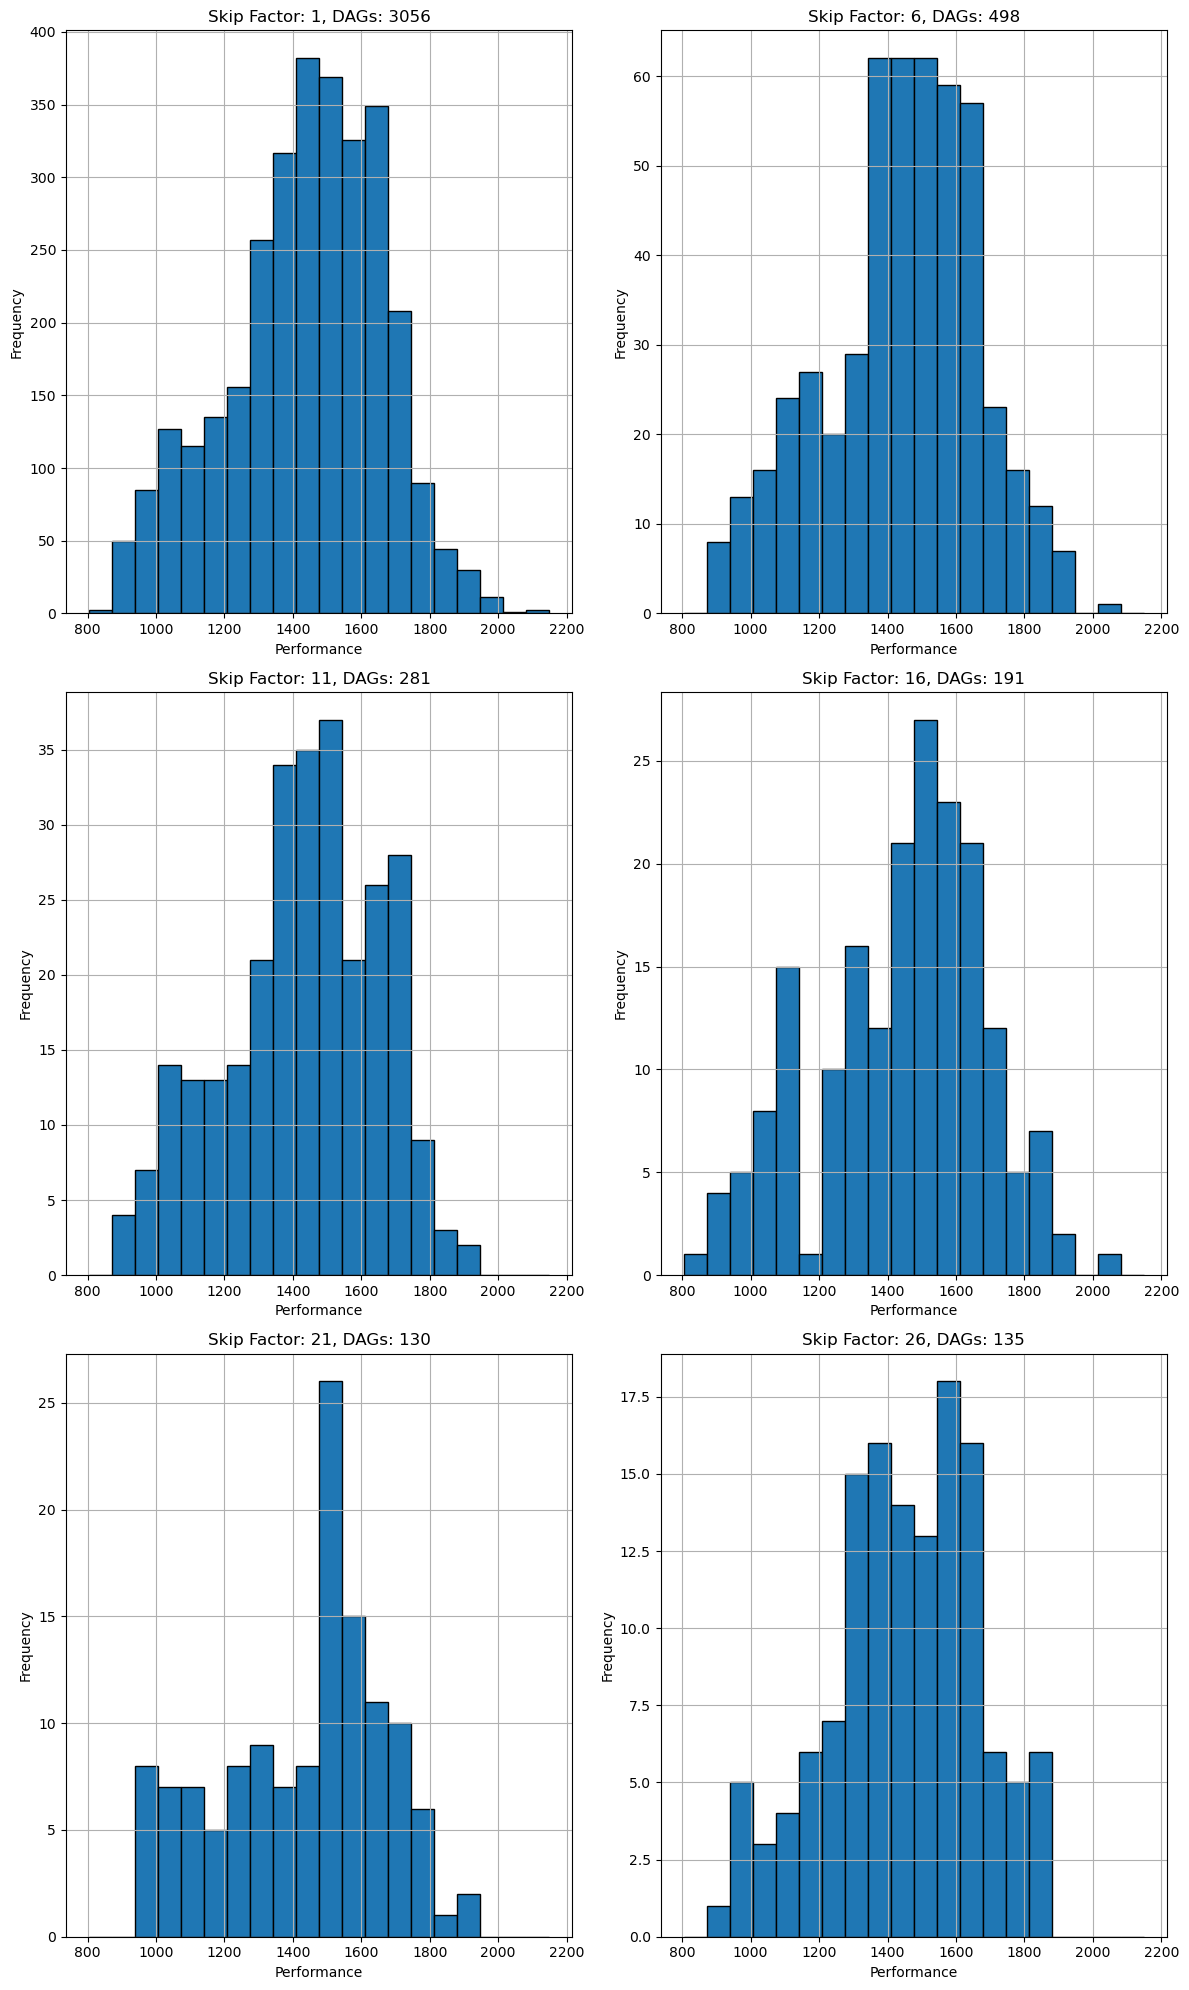 Skip Factor: 1, DAGs: 3056
400
350
300
250
200
150
100
50
0
Frequency
800 1000 1200 1400 1600 1800 2000 2200
Performance
Skip Factor: 6, DAGs: 498
60
50
40
30
20
10
0
Frequency
800 1000 1200 1400 1600 1800 2000 2200
Performance
Skip Factor: 11, DAGs: 281
35
30
25
20
15
10
5
0
Frequency
800 1000 1200 1400 1600 1800 2000 2200
Performance
Skip Factor: 16, DAGs: 191
25
20
15
10
5
0
Frequency
800 1000 1200 1400 1600 1800 2000 2200
Performance
Skip Factor: 21, DAGs: 130
25
20
15
10
5
0
Frequency
800 1000 1200 1400 1600 1800 2000 2200
Performance
Skip Factor: 26, DAGs: 135
17.5
15.0
12.5
10.0
7.5
5.0
2.5
0.0
Frequency
800 1000 1200 1400 1600 1800 2000 2200
Performance